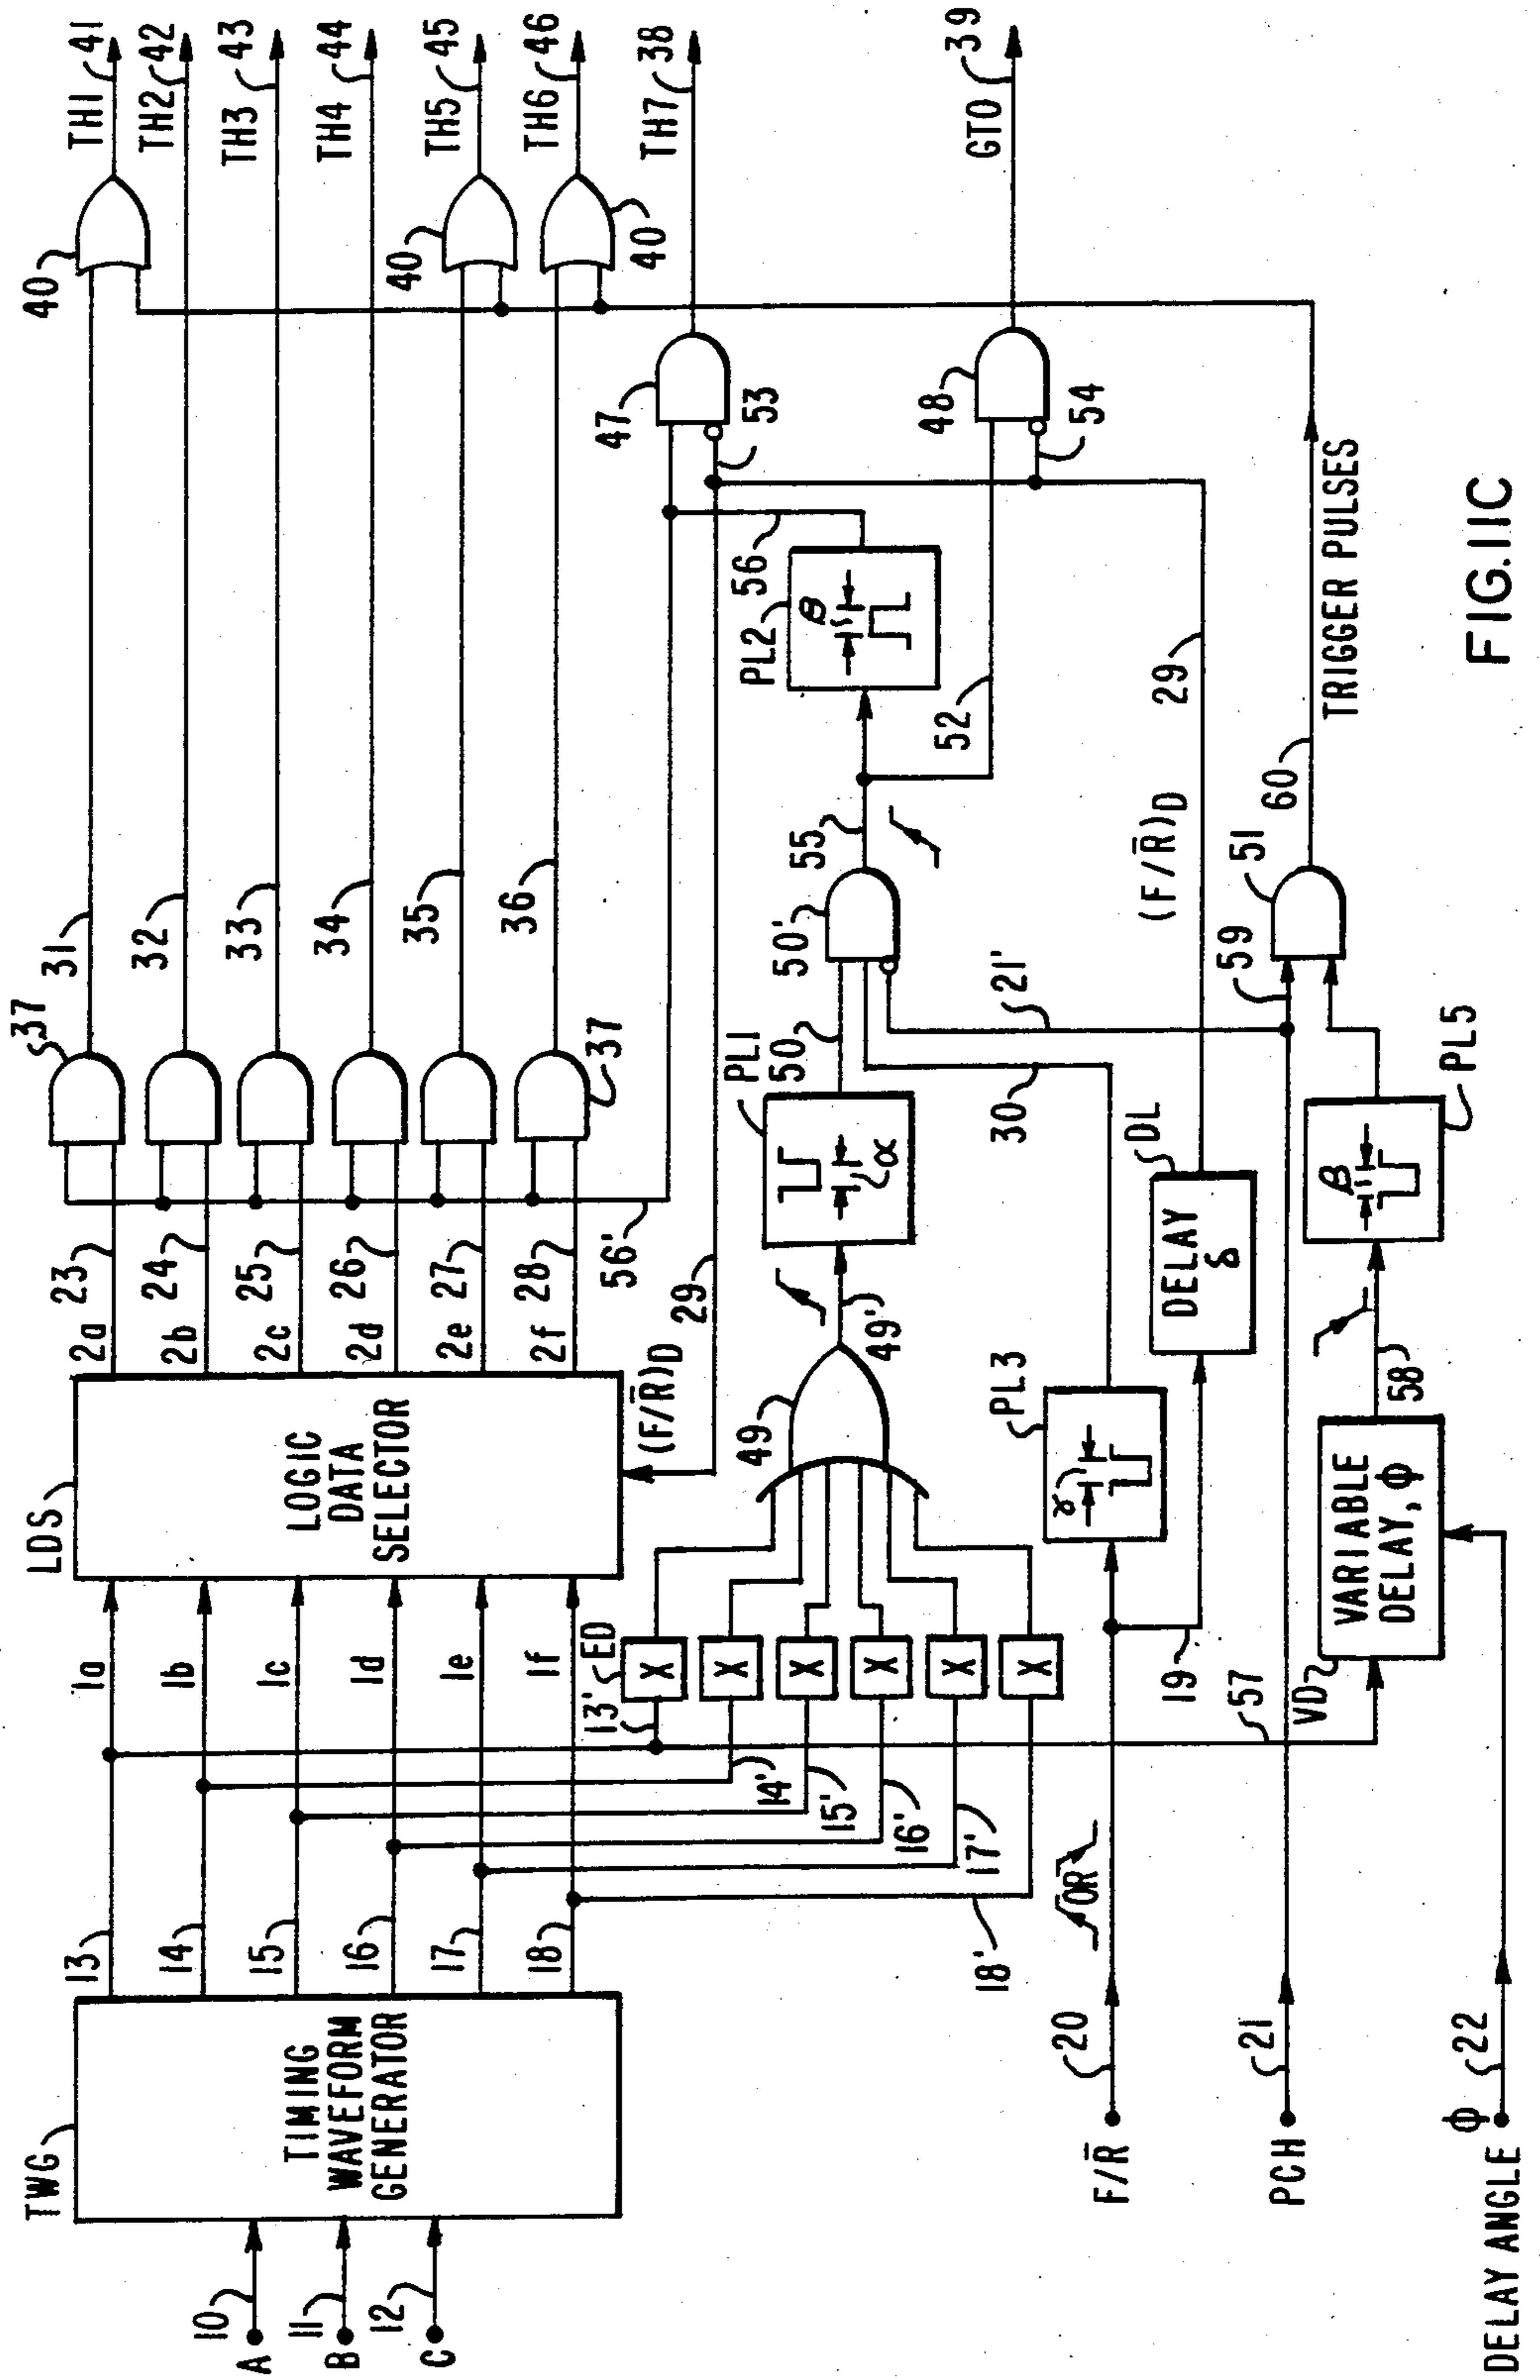 TWG
TIMING
WAVEFORM
GENERATOR
10
A
11
B
12
C
13
14
15
16
17
18
1a
1b
1c
1d
1e
1f
LDS
LOGIC
DATA
SELECTOR
(F/R̄)D
2a
2b
2c
2d
2e
2f
23
24
25
26
27
28
56'
29
37
37
31
32
33
34
35
36
40
40
40
TH1
41
TH2
42
TH3
43
TH4
44
TH5
45
TH6
46
TH7
38
GTO
39
13'
ED
X
X
X
X
X
X
14'
15'
16'
17'
18'
49
49'
PL1
α
50
50'
55
PL2
β
56
52
47
53
48
54
F/R̄
20
OR
19
PL3
γ
30
DL
DELAY
δ
(F/R̄)D
29
PCH
21
21'
59
51
60
TRIGGER PULSES
DELAY ANGLE
ϕ
22
VD
57
VARIABLE
DELAY, ϕ
58
β
PL5
FIG.11C